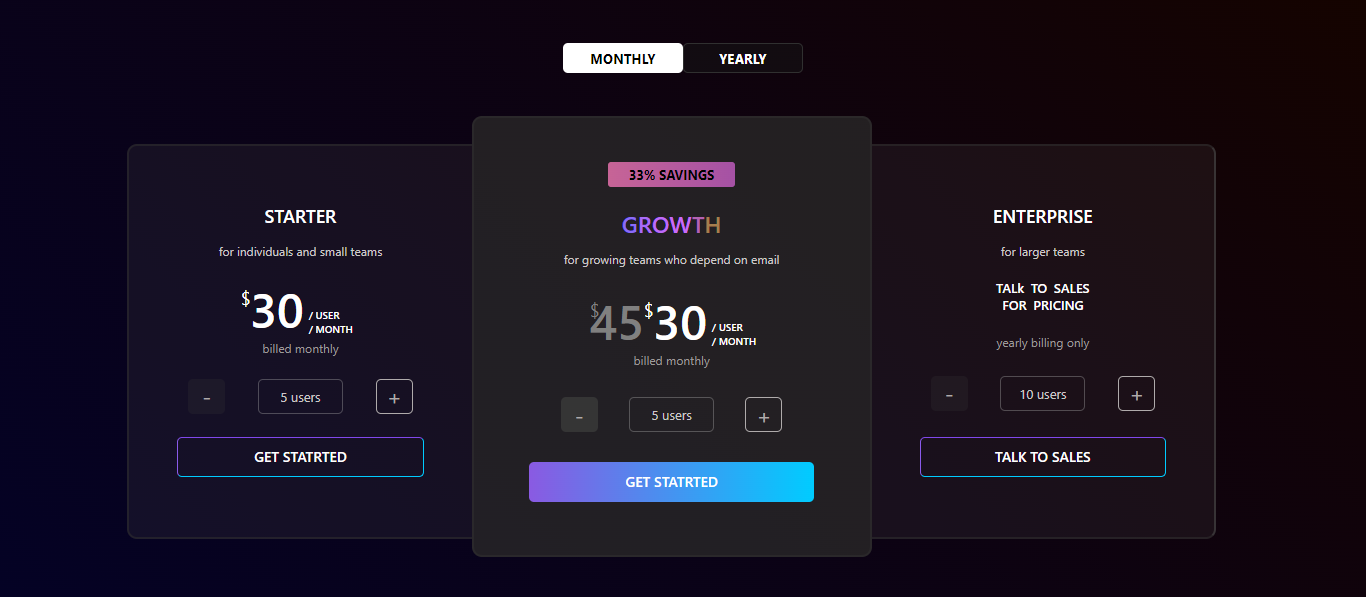 MONTHLY
YEARLY
STARTER
for individuals and small teams
$30 / USER
/ MONTH
billed monthly
-
5 users
+
GET STATRTED
33% SAVINGS
GROWTH
for growing teams who depend on email
$45 $30 / USER
/ MONTH
billed monthly
-
5 users
+
GET STATRTED
ENTERPRISE
for larger teams
TALk TO SALES
FOR PRICING
yearly billing only
-
10 users
+
TALK TO SALES